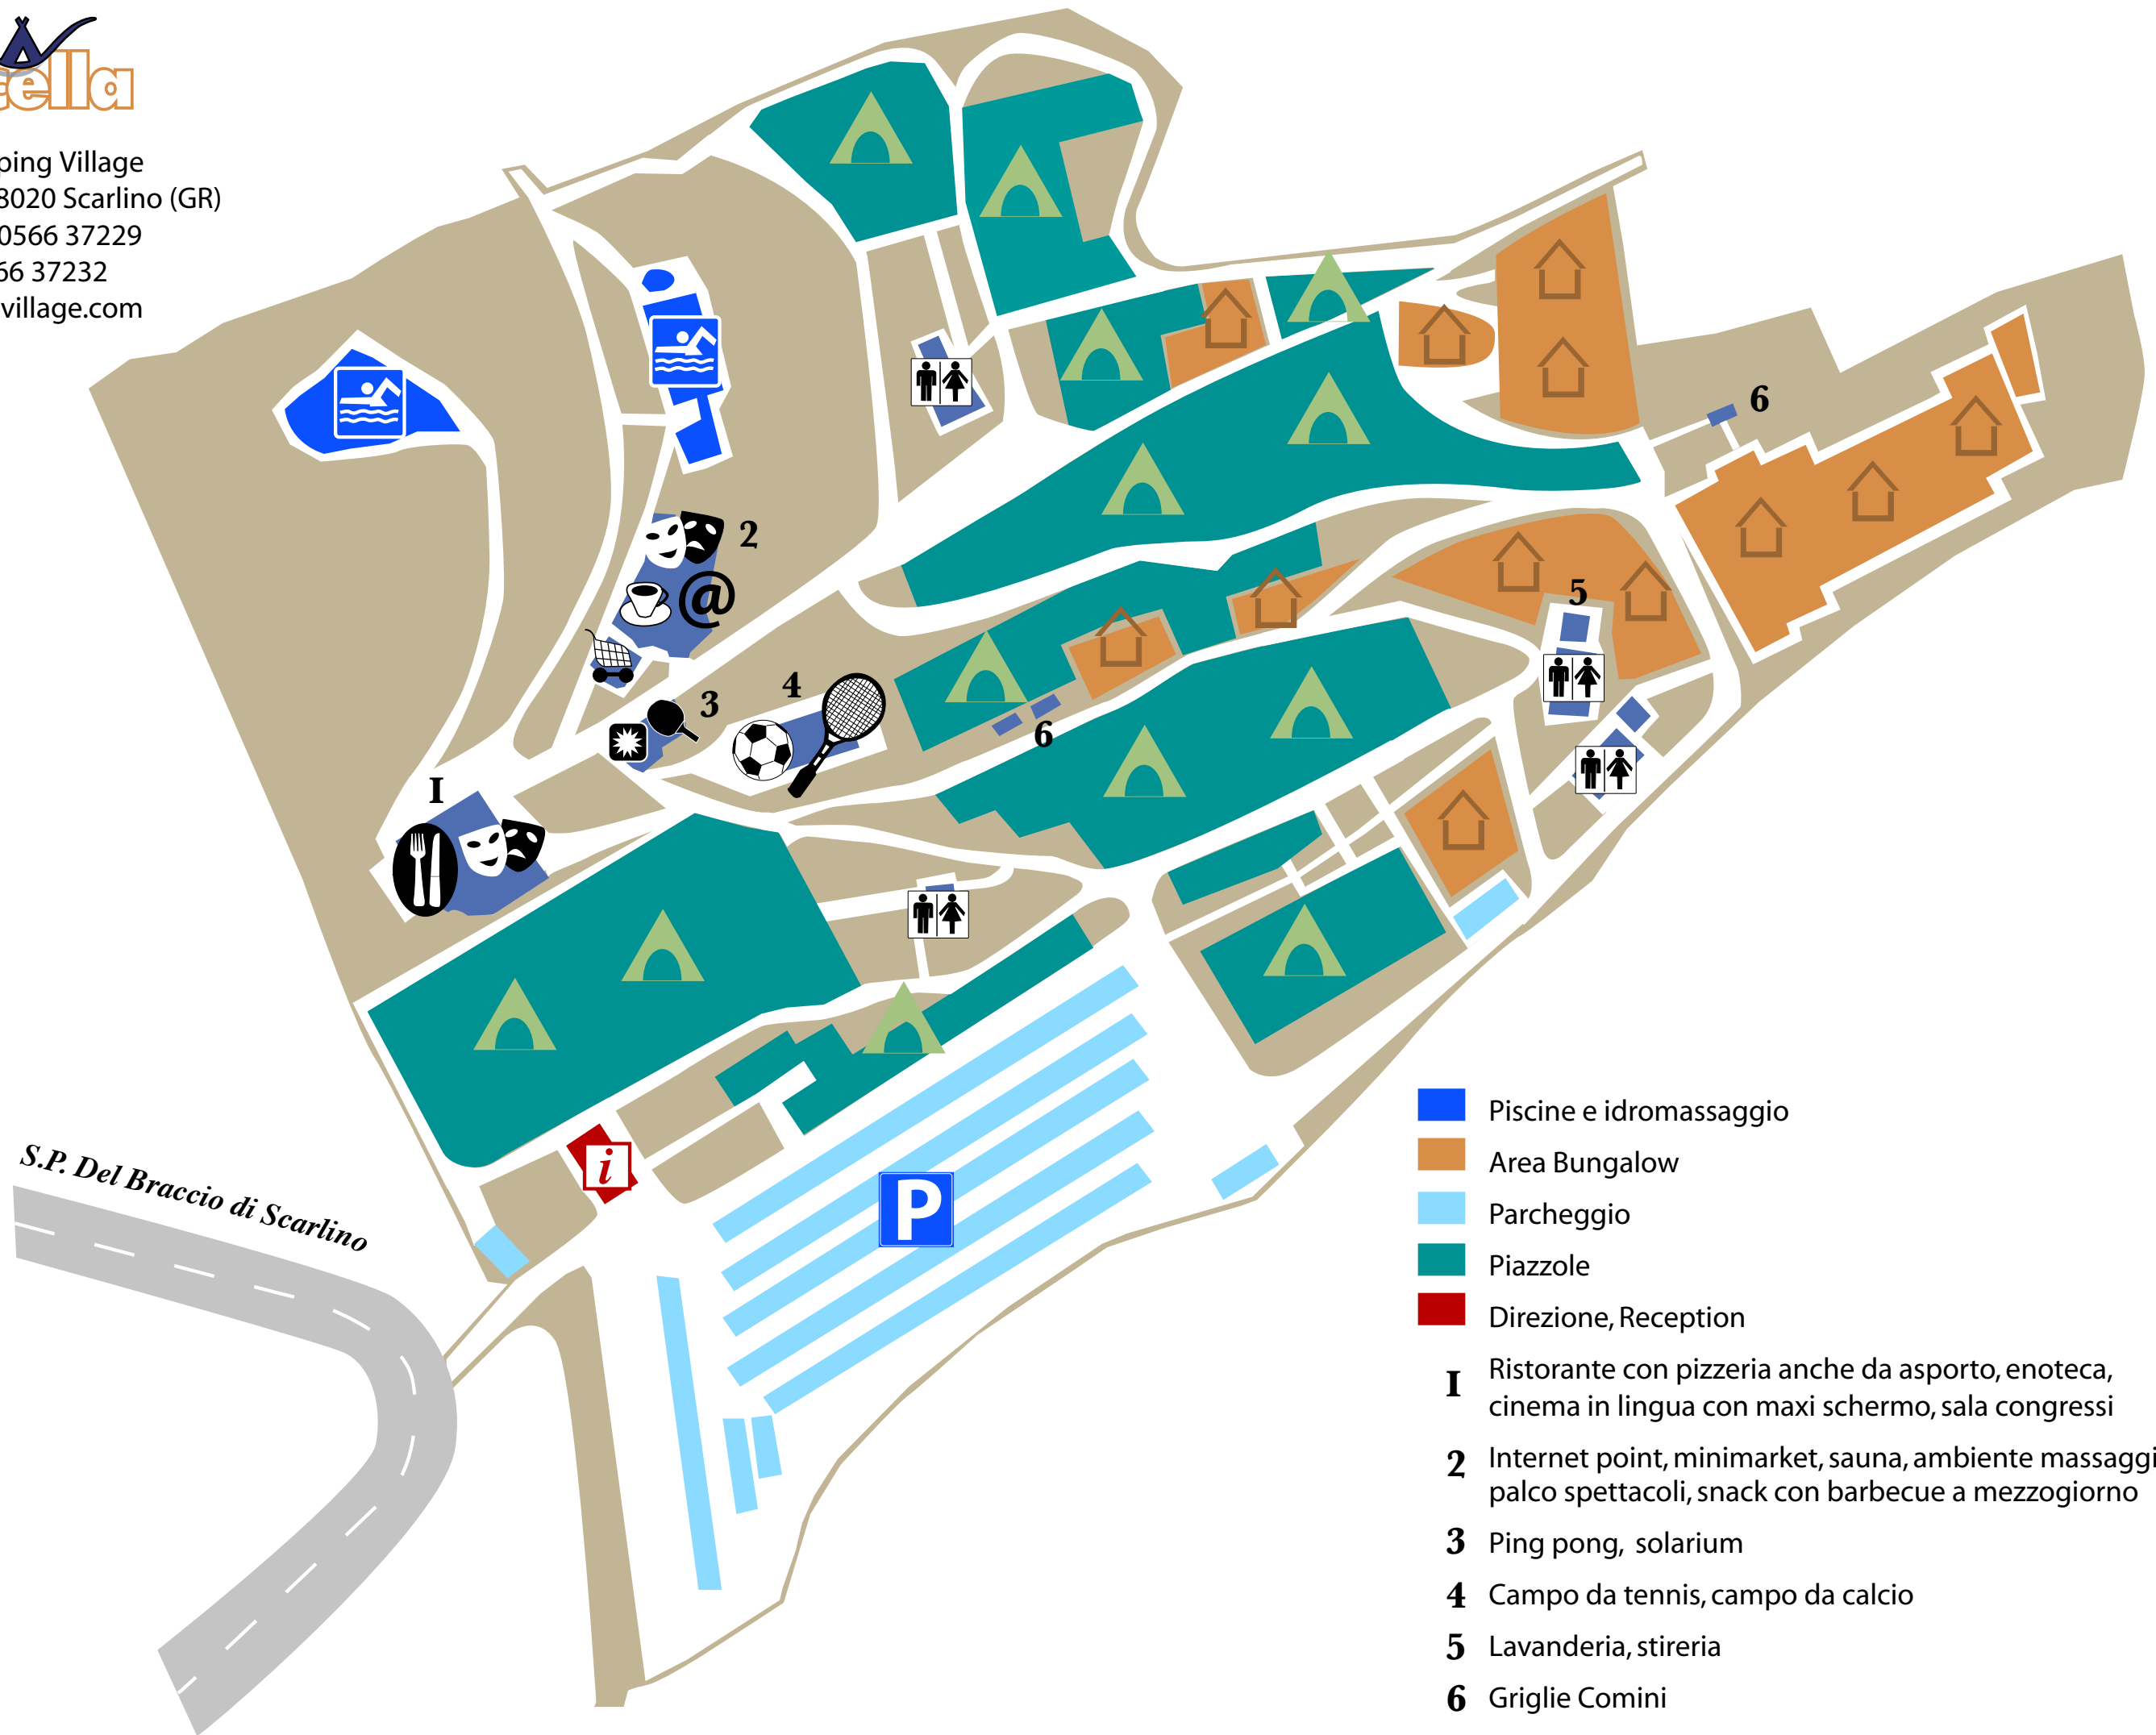 ella
ping Village
8020 Scarlino (GR)
0566 37229
66 37232
village.com
6
2
@
5
3
4
6
I
i
S.P. Del Braccio di Scarlino
P
Piscine e idromassaggio
Area Bungalow
Parcheggio
Piazzole
Direzione, Reception
I Ristorante con pizzeria anche da asporto, enoteca,
cinema in lingua con maxi schermo, sala congressi
2 Internet point, minimarket, sauna, ambiente massaggi
palco spettacoli, snack con barbecue a mezzogiorno
3 Ping pong, solarium
4 Campo da tennis, campo da calcio
5 Lavanderia, stireria
6 Griglie Comini